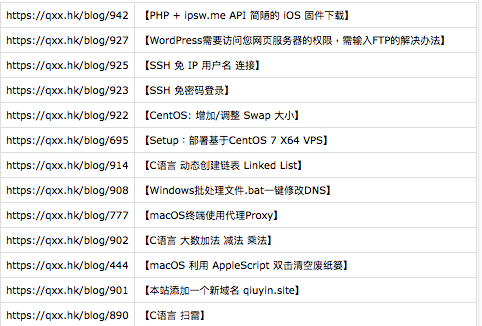 https://qxx.hk/blog/942 【PHP + ipsw.me API 简陋的 iOS 固件下载】
https://qxx.hk/blog/927 【WordPress需要访问您网页服务器的权限，需输入FTP的解决办法】
https://qxx.hk/blog/925 【SSH 免 IP 用户名 连接】
https://qxx.hk/blog/923 【SSH 免密码登录】
https://qxx.hk/blog/922 【CentOS: 增加/调整 Swap 大小】
https://qxx.hk/blog/695 【Setup：部署基于CentOS 7 X64 VPS】
https://qxx.hk/blog/914 【C语言 动态创建链表 Linked List】
https://qxx.hk/blog/908 【Windows批处理文件.bat一键修改DNS】
https://qxx.hk/blog/777 【macOS终端使用代理Proxy】
https://qxx.hk/blog/902 【C语言 大数加法 减法 乘法】
https://qxx.hk/blog/444 【macOS 利用 AppleScript 双击清空废纸篓】
https://qxx.hk/blog/901 【本站添加一个新域名 qiuyin.site】
https://qxx.hk/blog/890 【C语言 扫雷】